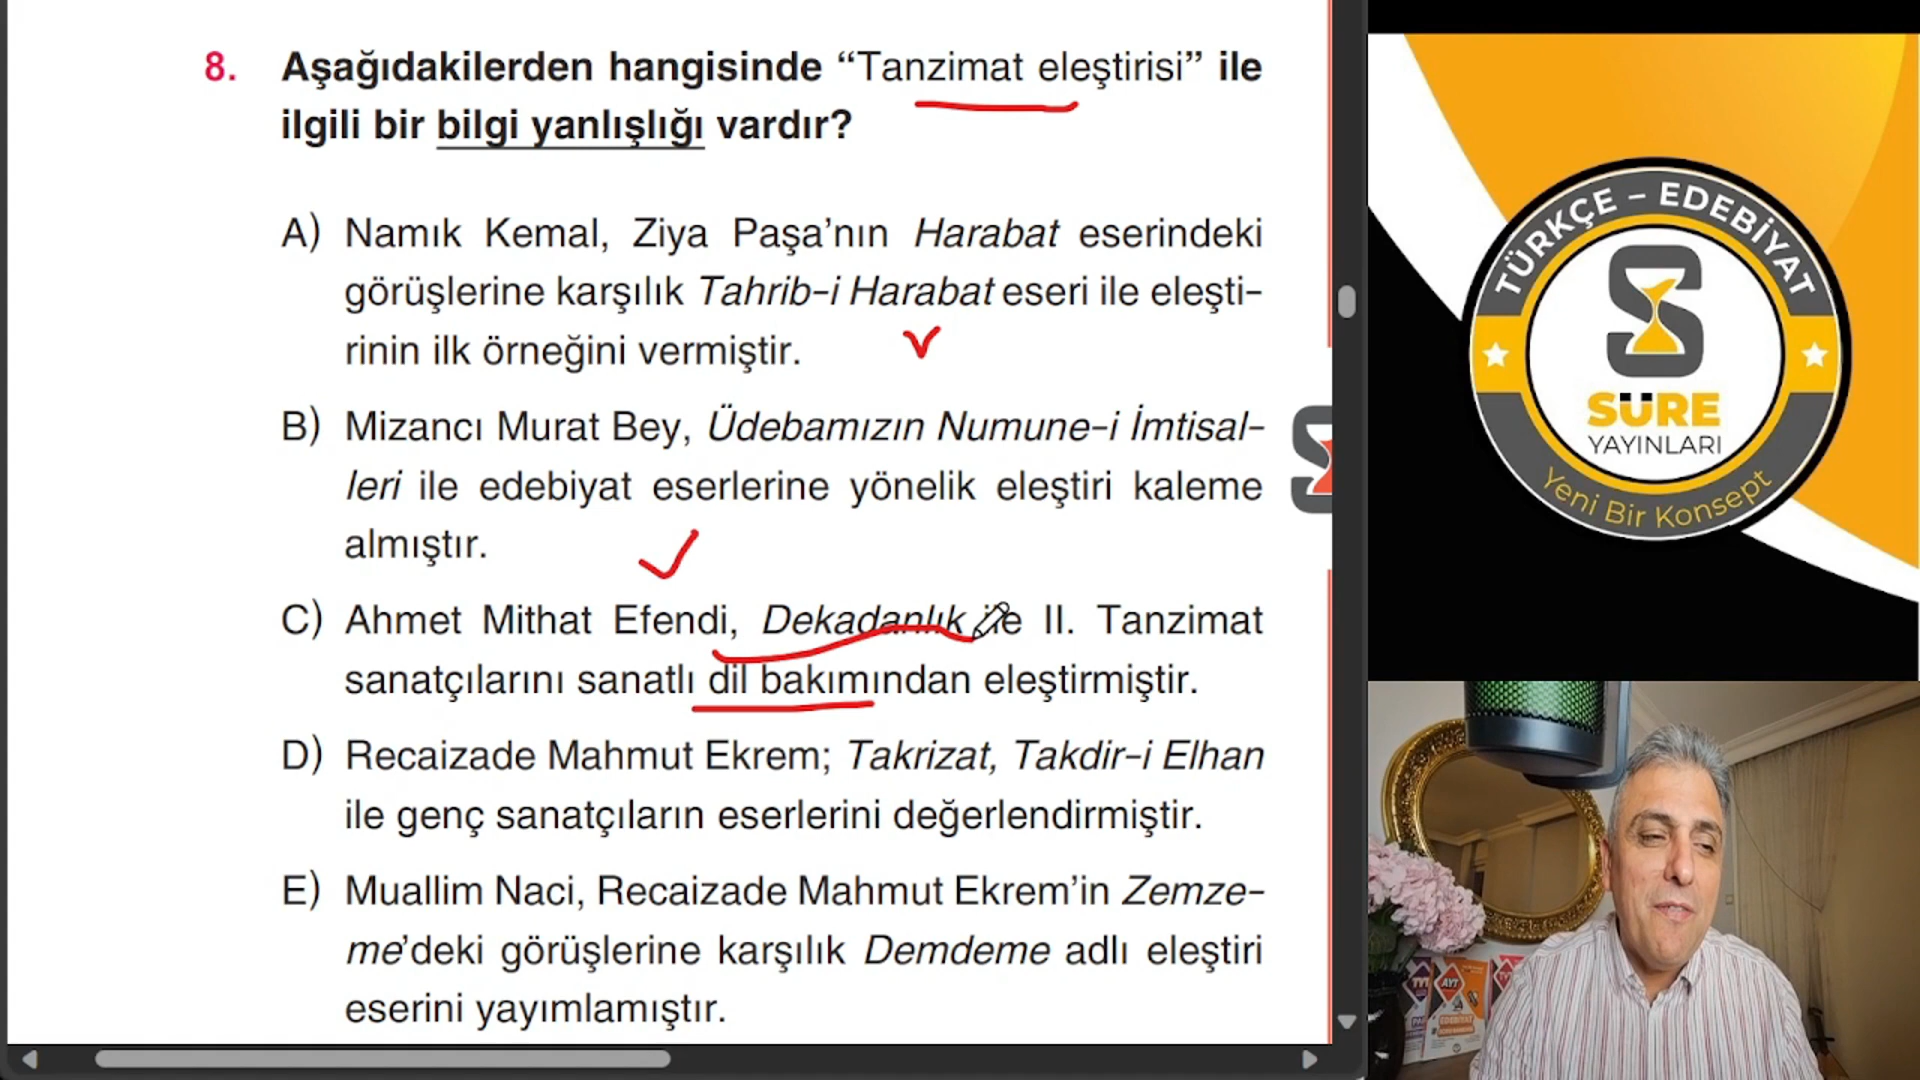 8. Aşağıdakilerden hangisinde “Tanzimat eleştirisi” ile
ilgili bir bilgi yanlışlığı vardır?
A) Namık Kemal, Ziya Paşa’nın Harabat eserindeki
görüşlerine karşılık Tahrib-i Harabat eseri ile eleşti-
rinin ilk örneğini vermiştir.
B) Mizancı Murat Bey, Üdebamızın Numune-i İmtisal-
leri ile edebiyat eserlerine yönelik eleştiri kaleme
almıştır.
C) Ahmet Mithat Efendi, Dekadanlık ile II. Tanzimat
sanatçılarını sanatlı dil bakımından eleştirmiştir.
D) Recaizade Mahmut Ekrem; Takrizat, Takdir-i Elhan
ile genç sanatçıların eserlerini değerlendirmiştir.
E) Muallim Naci, Recaizade Mahmut Ekrem’in Zemze-
me’deki görüşlerine karşılık Demdeme adlı eleştiri
eserini yayımlamıştır.
TÜRKÇE – EDEBİYAT
SÜRE
YAYINLARI
Yeni Bir Konsept
TYT
AYT
EDEBİYAT